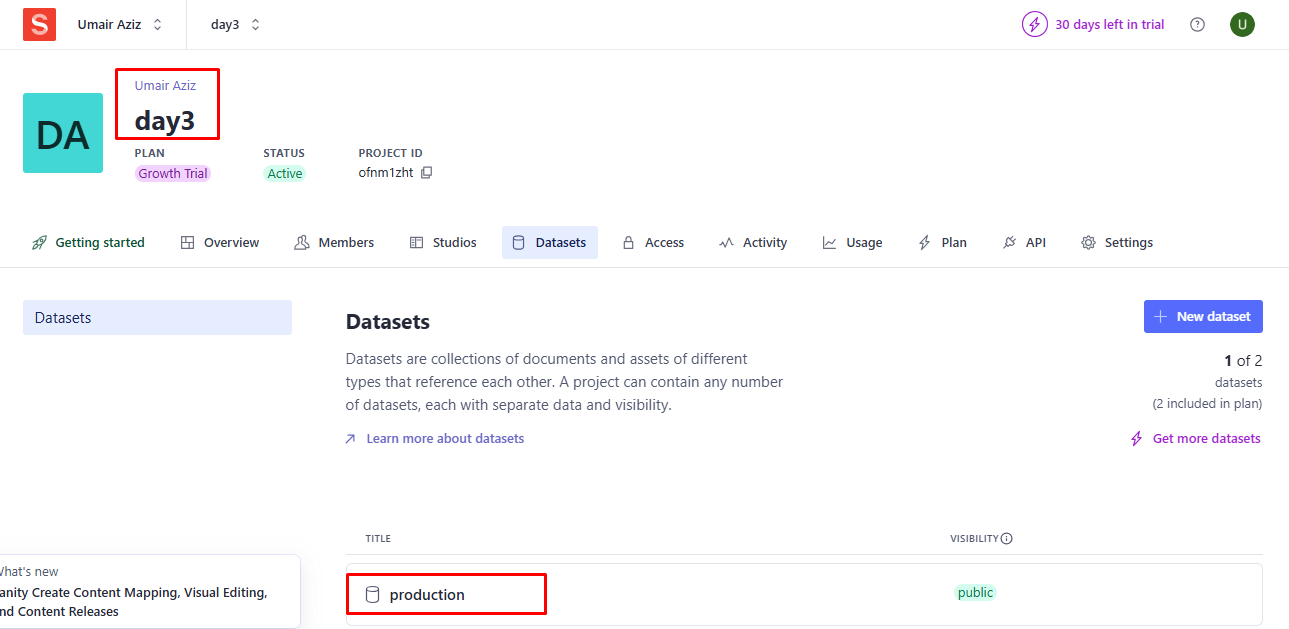 S Umair Aziz day3 30 days left in trial ? U
Umair Aziz
DA day3
PLAN STATUS PROJECT ID
Growth Trial Active ofnm1zht
Getting started Overview Members Studios Datasets Access Activity Usage Plan API Settings
Datasets
Datasets
New dataset
Datasets are collections of documents and assets of different
types that reference each other. A project can contain any number
of datasets, each with separate data and visibility.
Learn more about datasets
1 of 2
datasets
(2 included in plan)
Get more datasets
TITLE VISIBILITY
production public
What's new
anity Create Content Mapping, Visual Editing,
nd Content Releases